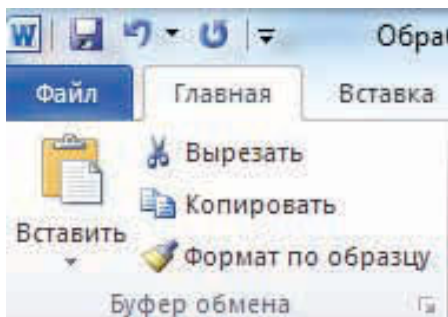 W Обра
Файл Главная Вставка
Вырезать
Копировать
Вставить
Формат по образцу
Буфер обмена